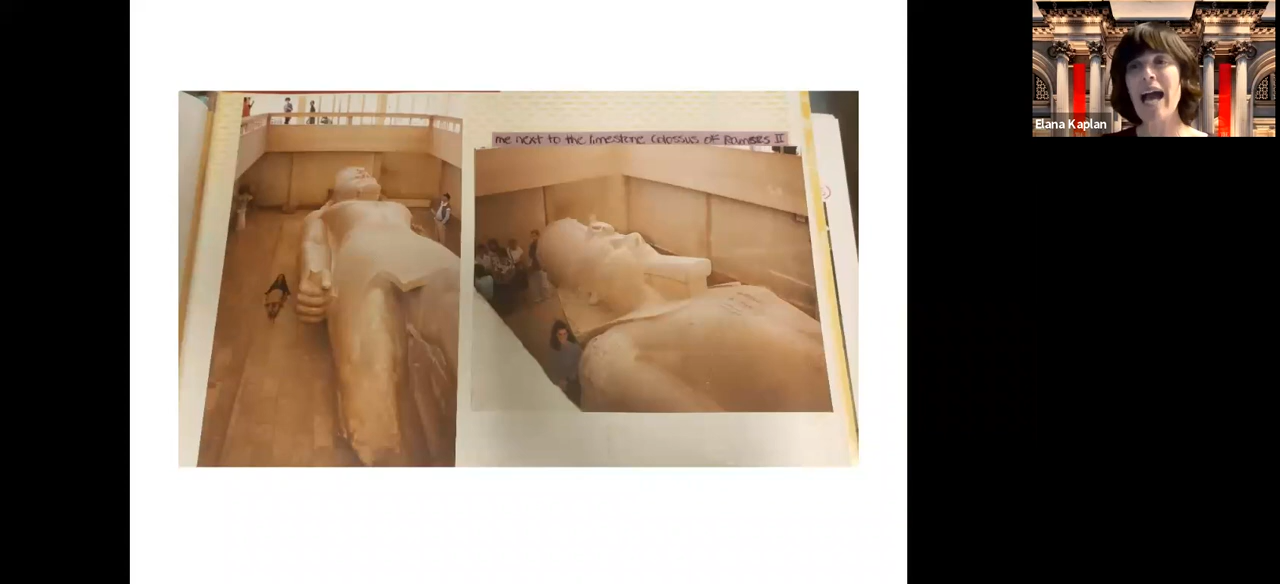 me next to the limestone Colossus of Ramses II
Elana Kaplan